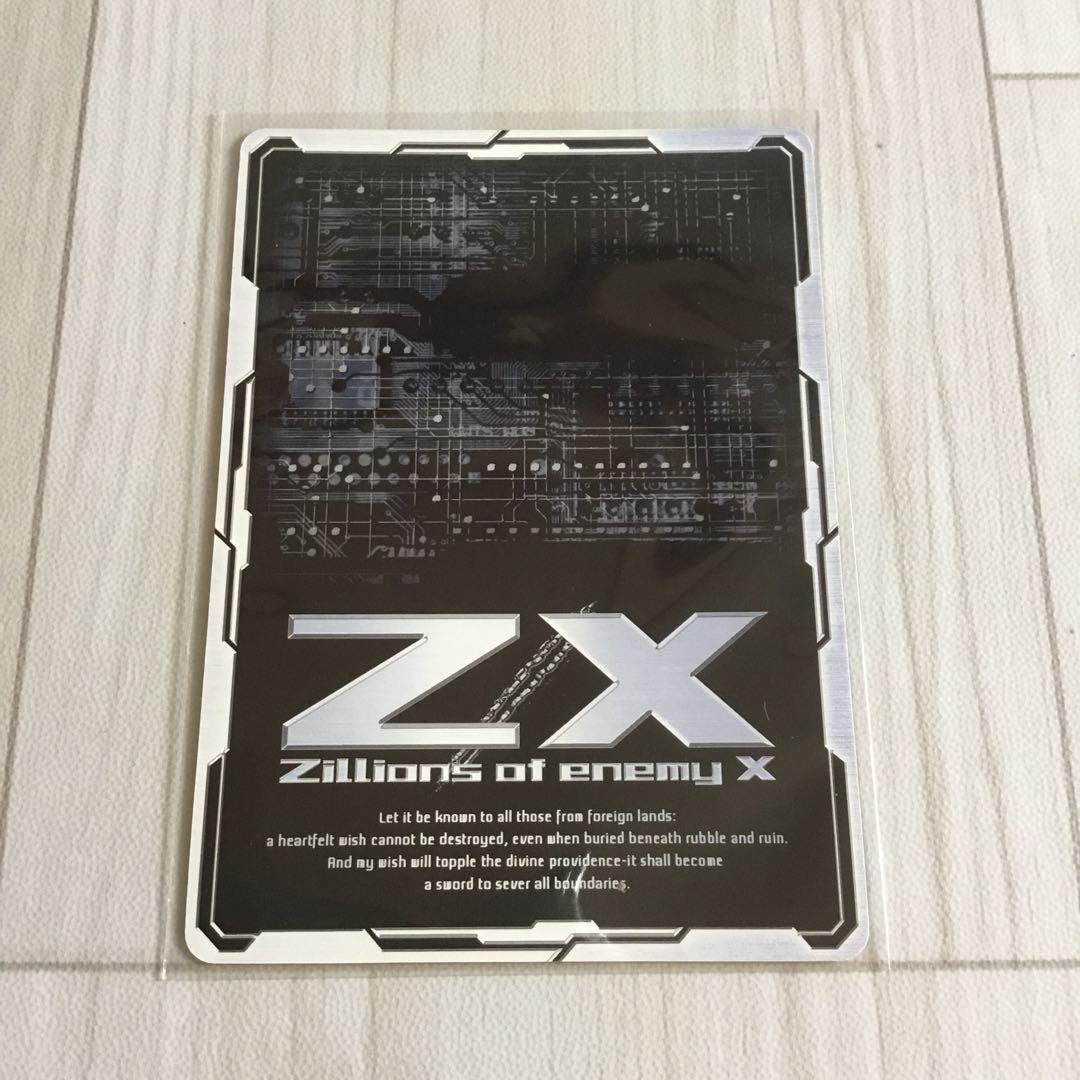 Z/X
Zillions of enemy X
Let it be known to all those from foreign lands:
a heartfelt wish cannot be destroyed, even when buried beneath rubble and ruin.
And my wish will topple the divine providence-it shall become
a sword to sever all boundaries.